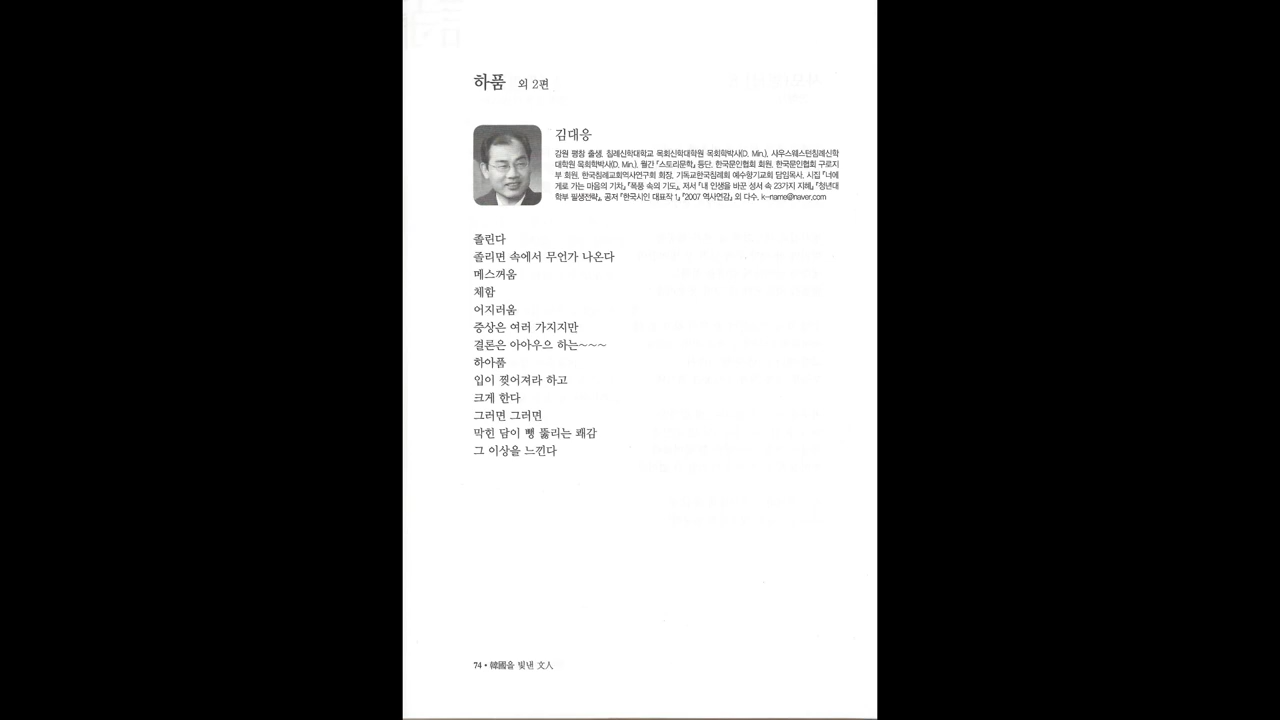 하품 외 2편
김대응
강원 평창 출생. 침례신학대학교 목회신학대학원 목회학박사(D. Min.), 사우스웨스턴침례신학
대학원 목회학박사(D. Min.), 월간 『스토리문학』 등단. 한국문인협회 회원. 한국문인협회 구로지
부 회원. 한국침례교회역사연구회 회장. 기독교한국침례회 예수향기교회 담임목사. 시집 『너에
게로 가는 마음의 기차』 『폭풍 속의 기도』, 저서 『내 인생을 바꾼 성서 속 23가지 지혜』 『청년대
학부 필생전략』, 공저 『한국시인 대표작 1』 『2007 역사연감』 외 다수. k-name@naver.com
졸린다
졸리면 속에서 무언가 나온다
메스꺼움
체함
어지러움
증상은 여러 가지지만
결론은 아아우으 하는~~~
하아품
입이 찢어져라 하고
크게 한다
그러면 그러면
막힌 담이 뻥 뚫리는 쾌감
그 이상을 느낀다
74 • 韓國을 빛낸 文人